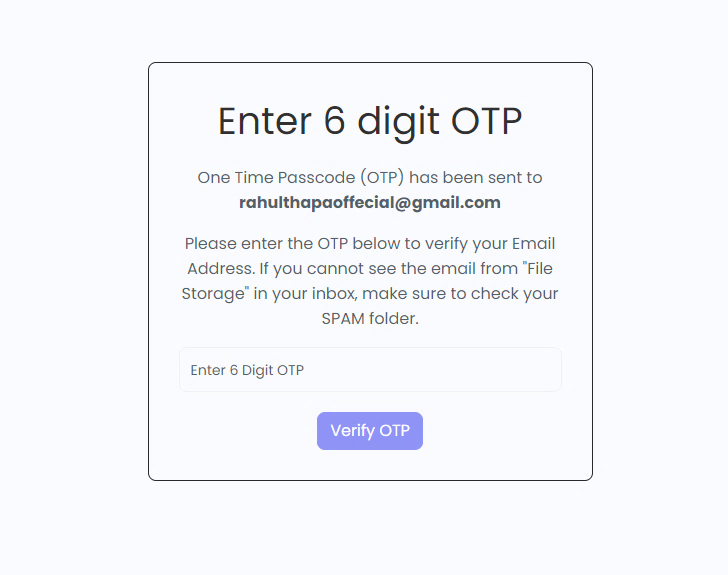 Enter 6 digit OTP
One Time Passcode (OTP) has been sent to
rahulthapaoffecial@gmail.com
Please enter the OTP below to verify your Email
Address. If you cannot see the email from "File
Storage" in your inbox, make sure to check your
SPAM folder.
Enter 6 Digit OTP
Verify OTP